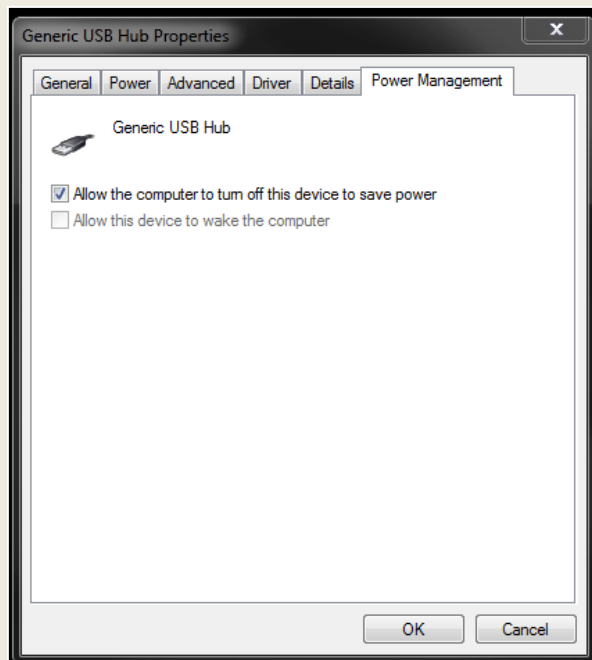 Generic USB Hub Properties
x
General Power Advanced Driver Details Power Management
Generic USB Hub
Allow the computer to turn off this device to save power
Allow this device to wake the computer
OK Cancel